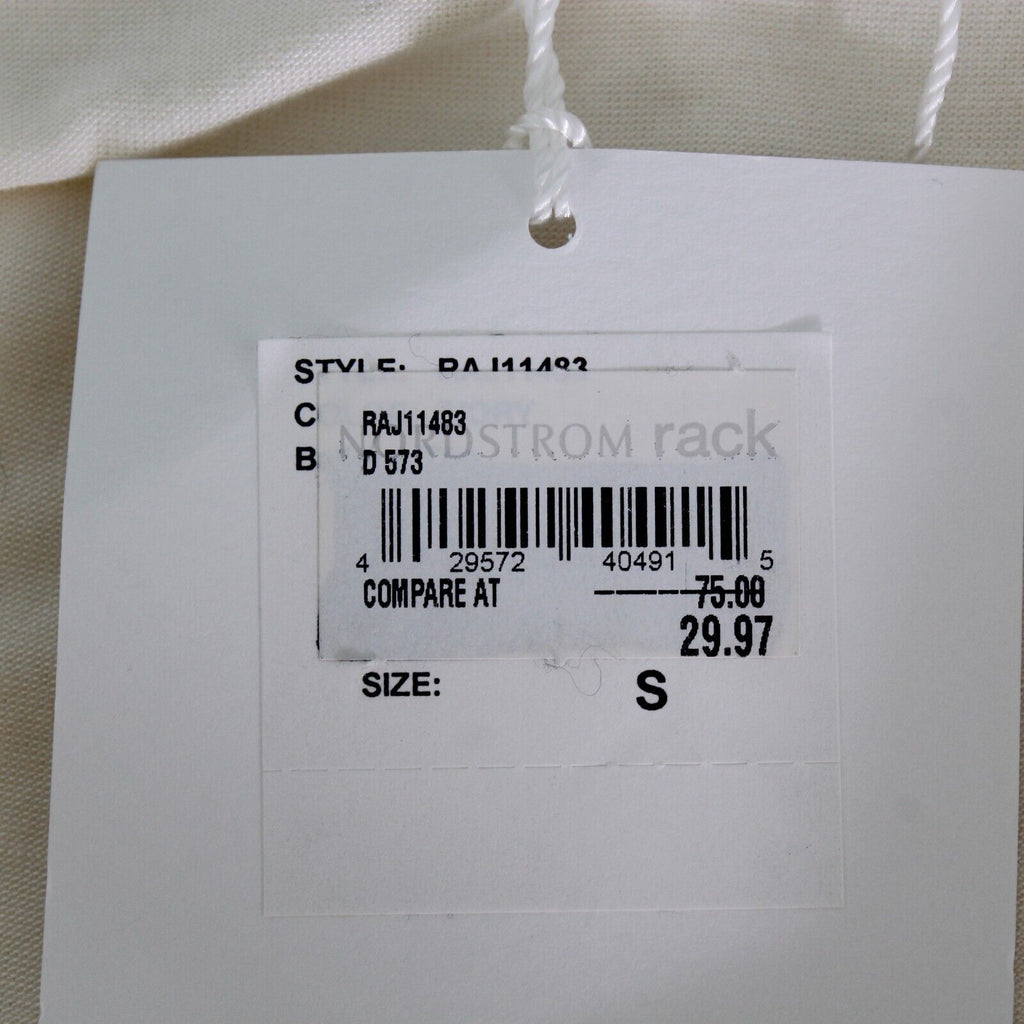 STYLE: RAJ11483
C
RAJ11483
NORDSTROM rack
B
D 573
4 29572 40491 5
COMPARE AT 75.00
29.97
SIZE: S